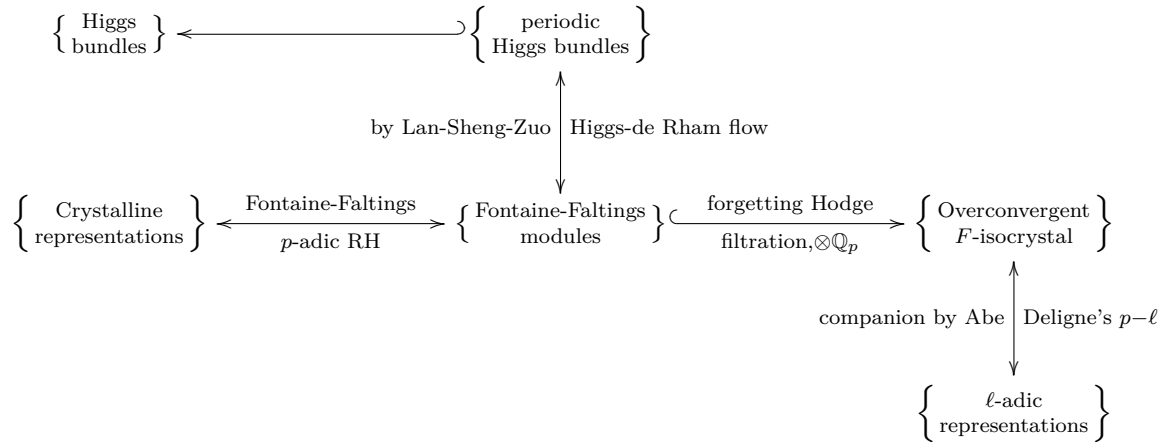 { Higgs bundles }
{ periodic Higgs bundles }
by Lan-Sheng-Zuo
Higgs-de Rham flow
{ Crystalline representations }
Fontaine-Faltings
p-adic RH
{ Fontaine-Faltings modules }
forgetting Hodge
filtration,⊗ℚ_p
{ Overconvergent F-isocrystal }
companion by Abe
Deligne's p−ℓ
{ ℓ-adic representations }